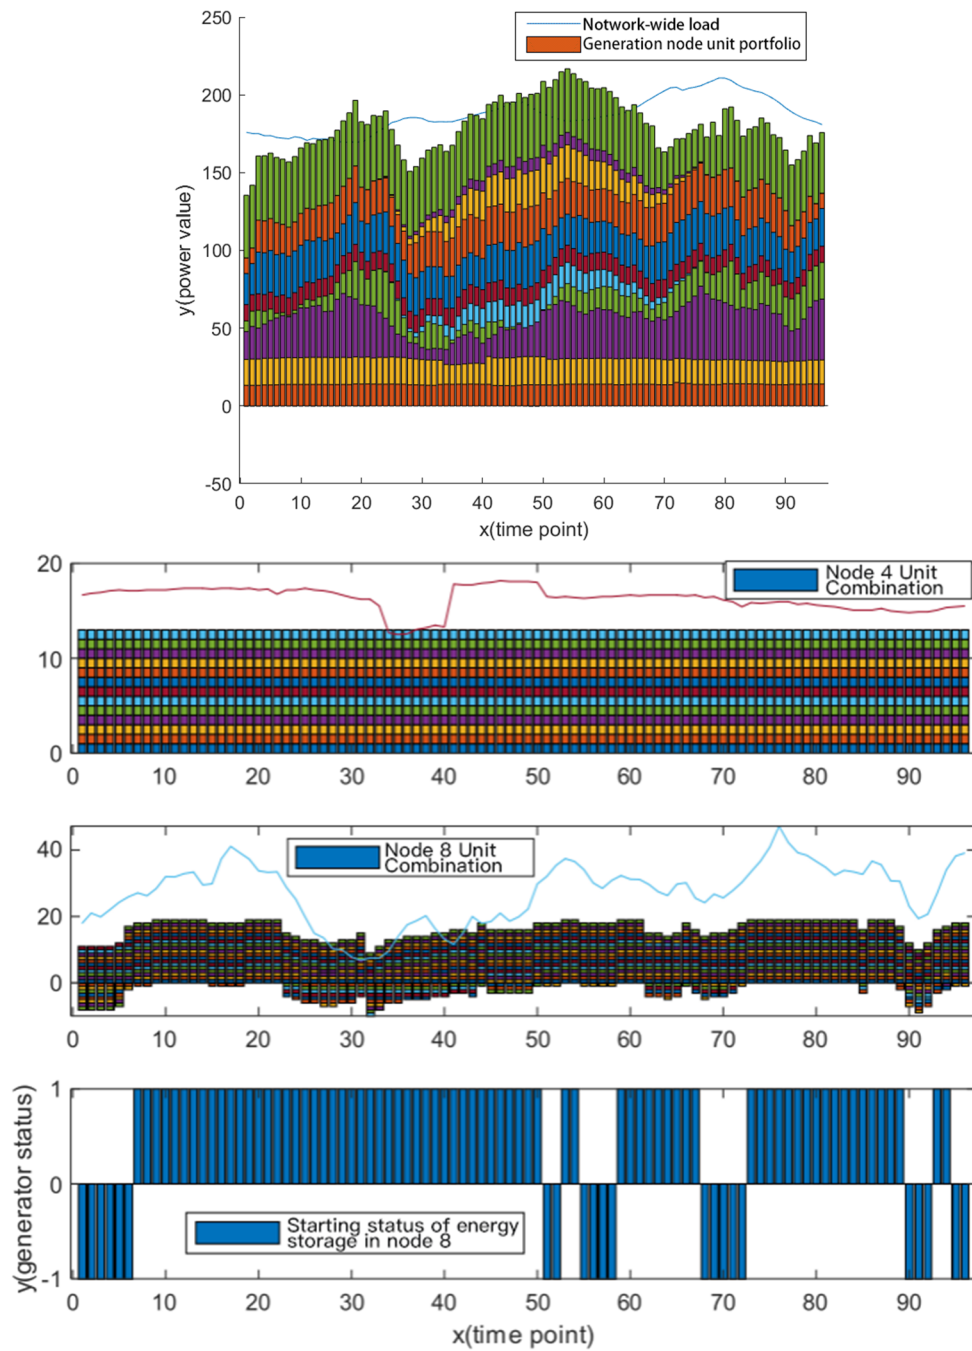 250
Notwork-wide load
Generation node unit portfolio
200
150
100
50
0
-50
y(power value)
0 10 20 30 40 50 60 70 80 90
x(time point)
20
Node 4 Unit
Combination
10
0
0 10 20 30 40 50 60 70 80 90
40
Node 8 Unit
Combination
20
0
0 10 20 30 40 50 60 70 80 90
1
0
-1
y(generator status)
Starting status of energy
storage in node 8
0 10 20 30 40 50 60 70 80 90
x(time point)